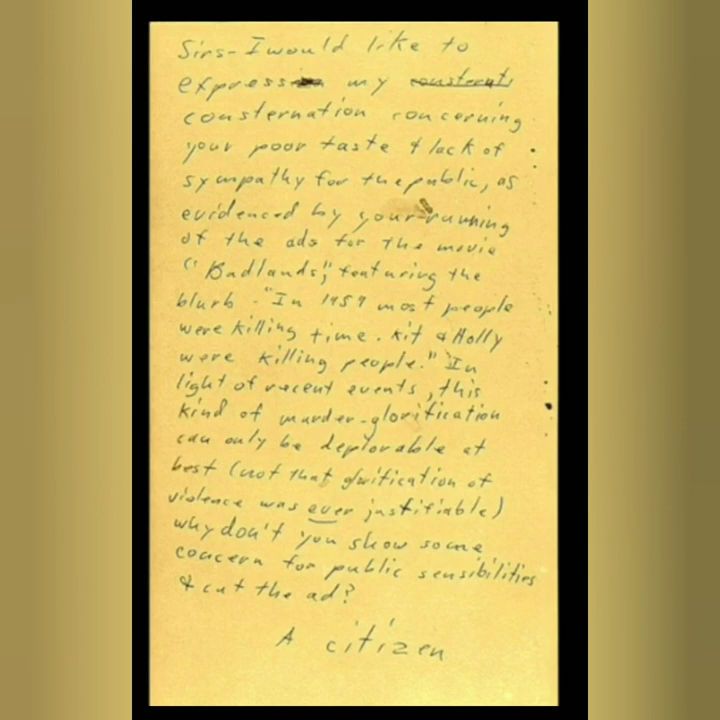 Sirs- I would like to
express my consternati
consternation concerning
your poor taste & lack of
sympathy for the public, as
evidenced by your running
of the ads for the movie
"Badlands," featuring the
blurb - "In 1959 most people
were killing time. Kit & Holly
were killing people." In
light of recent events, this
kind of murder-glorification
can only be deplorable at
best (not that glorification of
violence was ever justifiable)
why don't you show some
concern for public sensibilities
& cut the ad?
A citizen